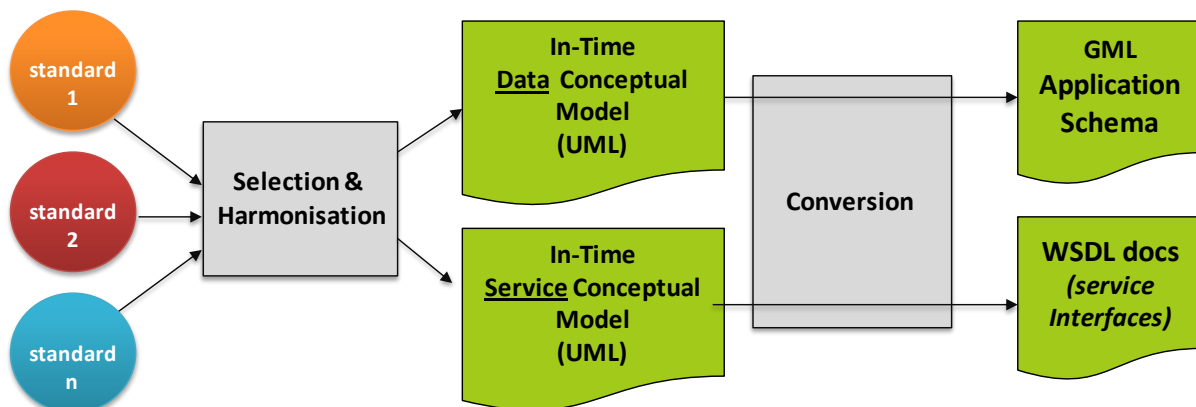 standard
1
standard
2
standard
n
Selection &
Harmonisation
In-Time
Data Conceptual
Model
(UML)
In-Time
Service Conceptual
Model
(UML)
Conversion
GML
Application
Schema
WSDL docs
(service
Interfaces)